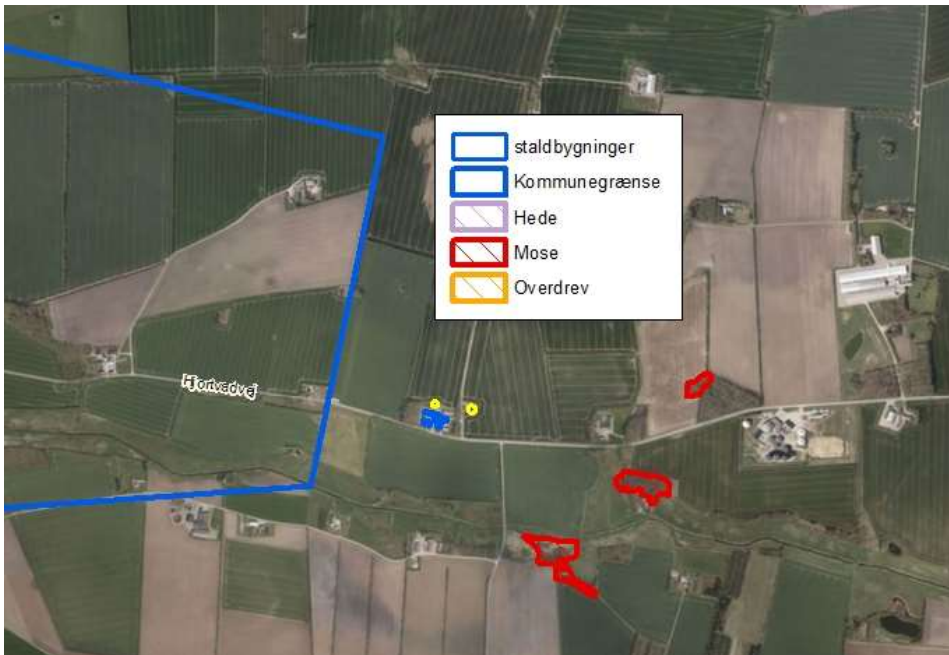 staldbygninger
Kommunegrænse
Hede
Mose
Overdrev
Hjortvadvej